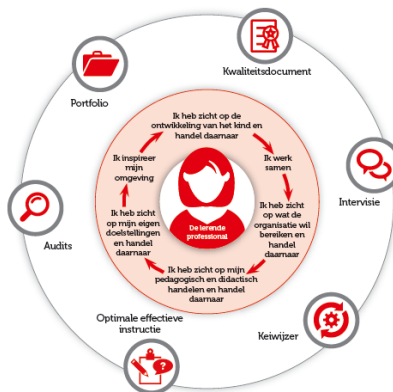 Kwaliteitsdocument
Portfolio
Ik heb zicht op de
ontwikkeling van het kind en
handel daarnaar
Ik inspireer
mijn
omgeving
Ik werk
samen
Intervisie
Ik heb zicht
op wat de
organisatie wil
bereiken en
handel
daarnaar
Ik heb zicht
op mijn eigen
doelstellingen
en handel
daarnaar
De lerende
professional
Audits
Ik heb zicht op mijn
pedagogisch en didactisch
handelen en handel
daarnaar
Optimale effectieve
instructie
Keiwijzer
?